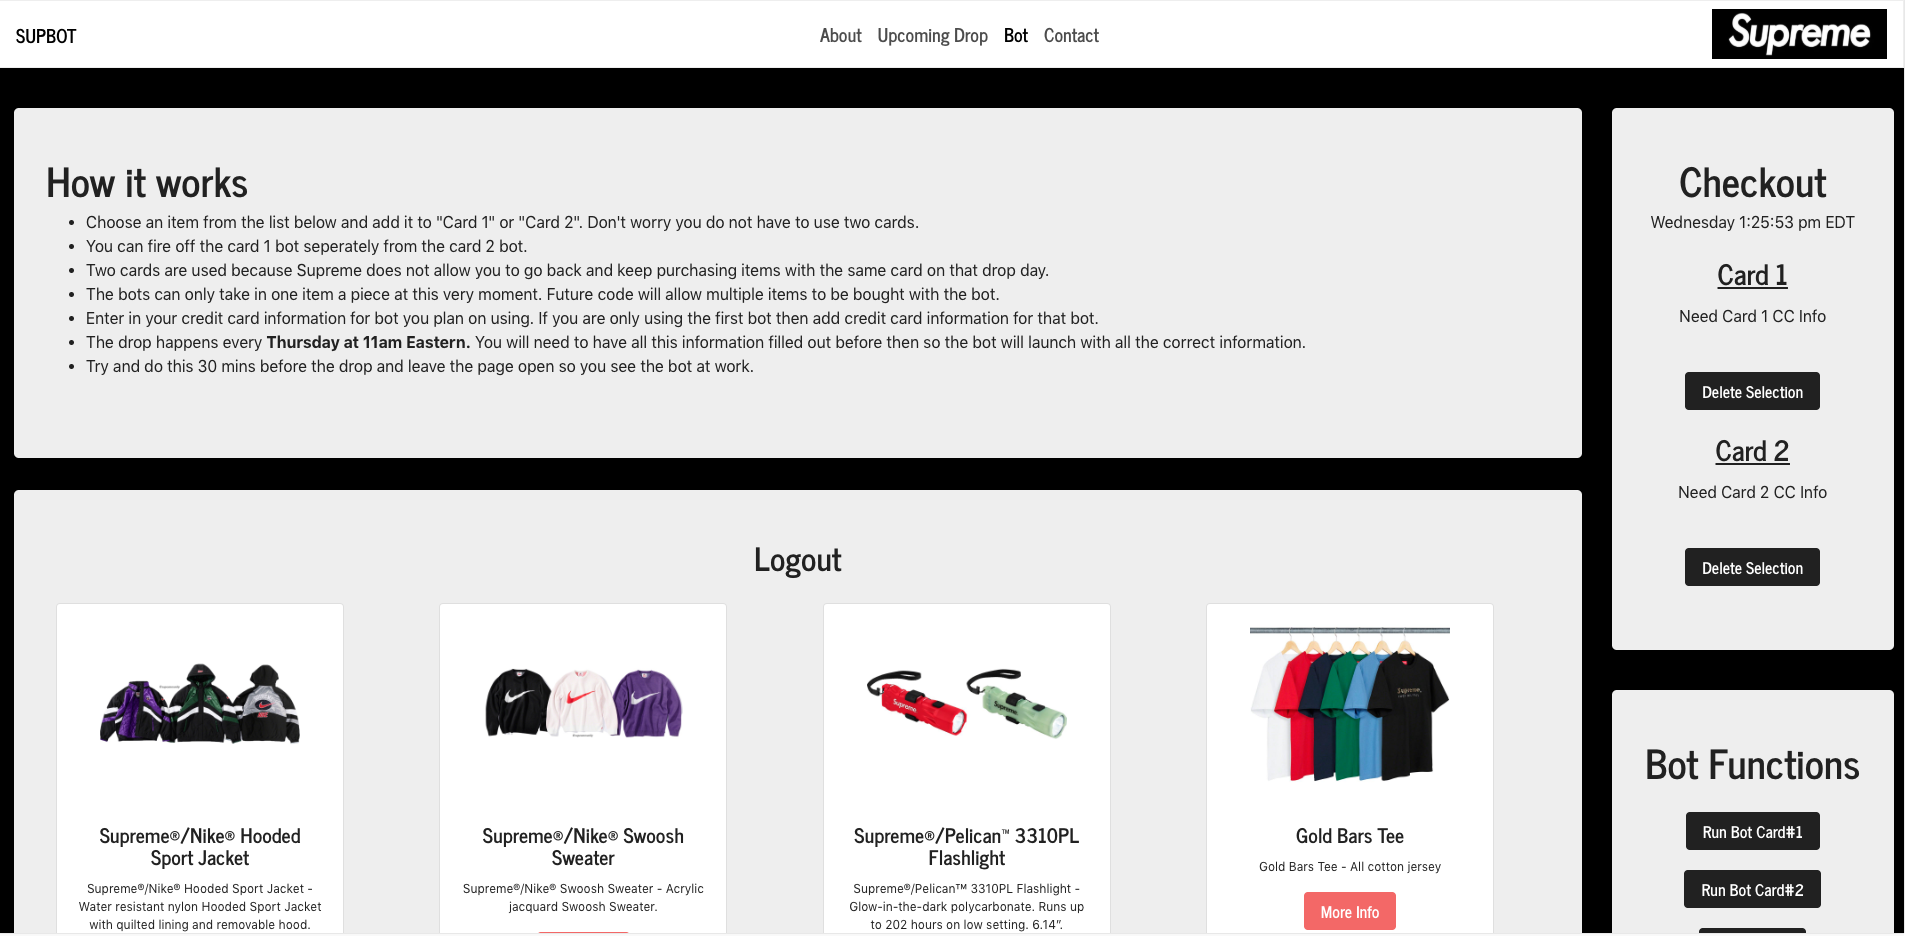 SUPBOT
About Upcoming Drop Bot Contact
Supreme
How it works
Choose an item from the list below and add it to "Card 1" or "Card 2". Don't worry you do not have to use two cards.
You can fire off the card 1 bot seperately from the card 2 bot.
Two cards are used because Supreme does not allow you to go back and keep purchasing items with the same card on that drop day.
The bots can only take in one item a piece at this very moment. Future code will allow multiple items to be bought with the bot.
Enter in your credit card information for bot you plan on using. If you are only using the first bot then add credit card information for that bot.
The drop happens every Thursday at 11am Eastern. You will need to have all this information filled out before then so the bot will launch with all the correct information.
Try and do this 30 mins before the drop and leave the page open so you see the bot at work.
Checkout
Wednesday 1:25:53 pm EDT
Card 1
Need Card 1 CC Info
Delete Selection
Card 2
Need Card 2 CC Info
Delete Selection
Logout
Supreme®/Nike® Hooded
Sport Jacket
Supreme®/Nike® Hooded Sport Jacket -
Water resistant nylon Hooded Sport Jacket
with quilted lining and removable hood.
Supreme®/Nike® Swoosh
Sweater
Supreme®/Nike® Swoosh Sweater - Acrylic
jacquard Swoosh Sweater.
Supreme
Supreme
Supreme®/Pelican™ 3310PL
Flashlight
Supreme®/Pelican™ 3310PL Flashlight -
Glow-in-the-dark polycarbonate. Runs up
to 202 hours on low setting. 6.14”.
Supreme.
Gold Bars Tee
Gold Bars Tee - All cotton jersey
More Info
Bot Functions
Run Bot Card#1
Run Bot Card#2